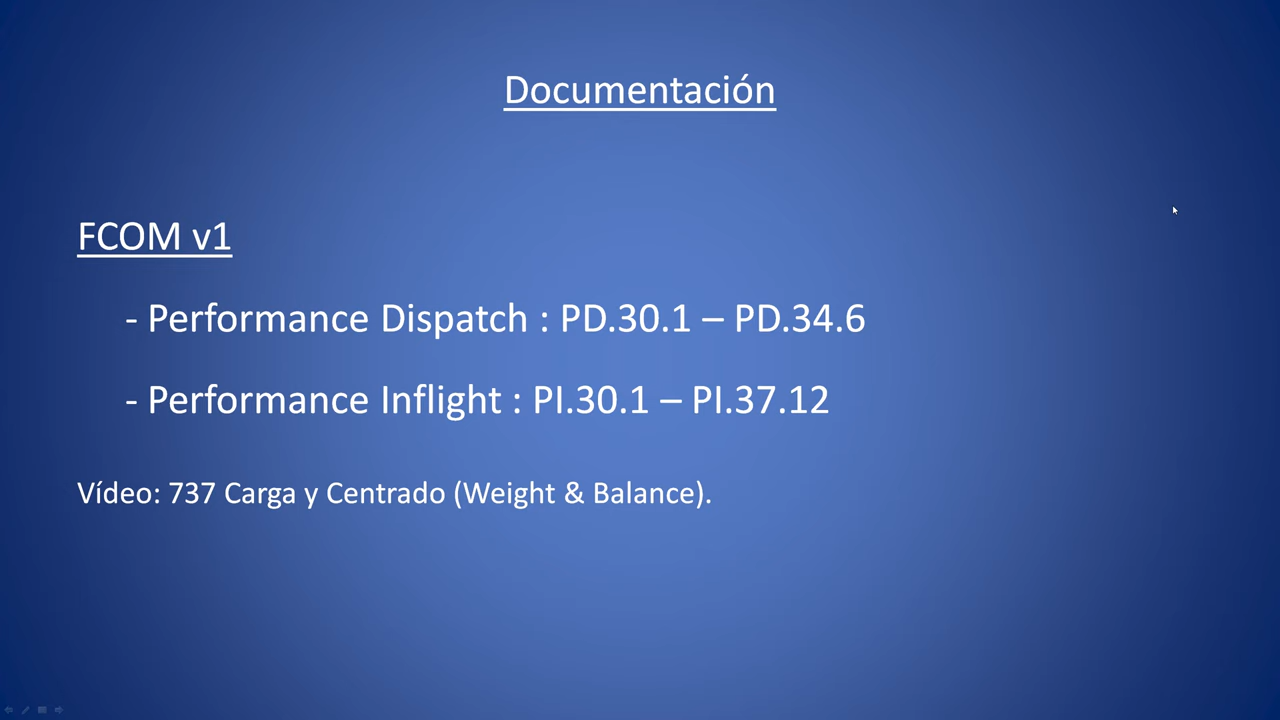 Documentación
FCOM v1
- Performance Dispatch : PD.30.1 – PD.34.6
- Performance Inflight : PI.30.1 – PI.37.12
Vídeo: 737 Carga y Centrado (Weight & Balance).